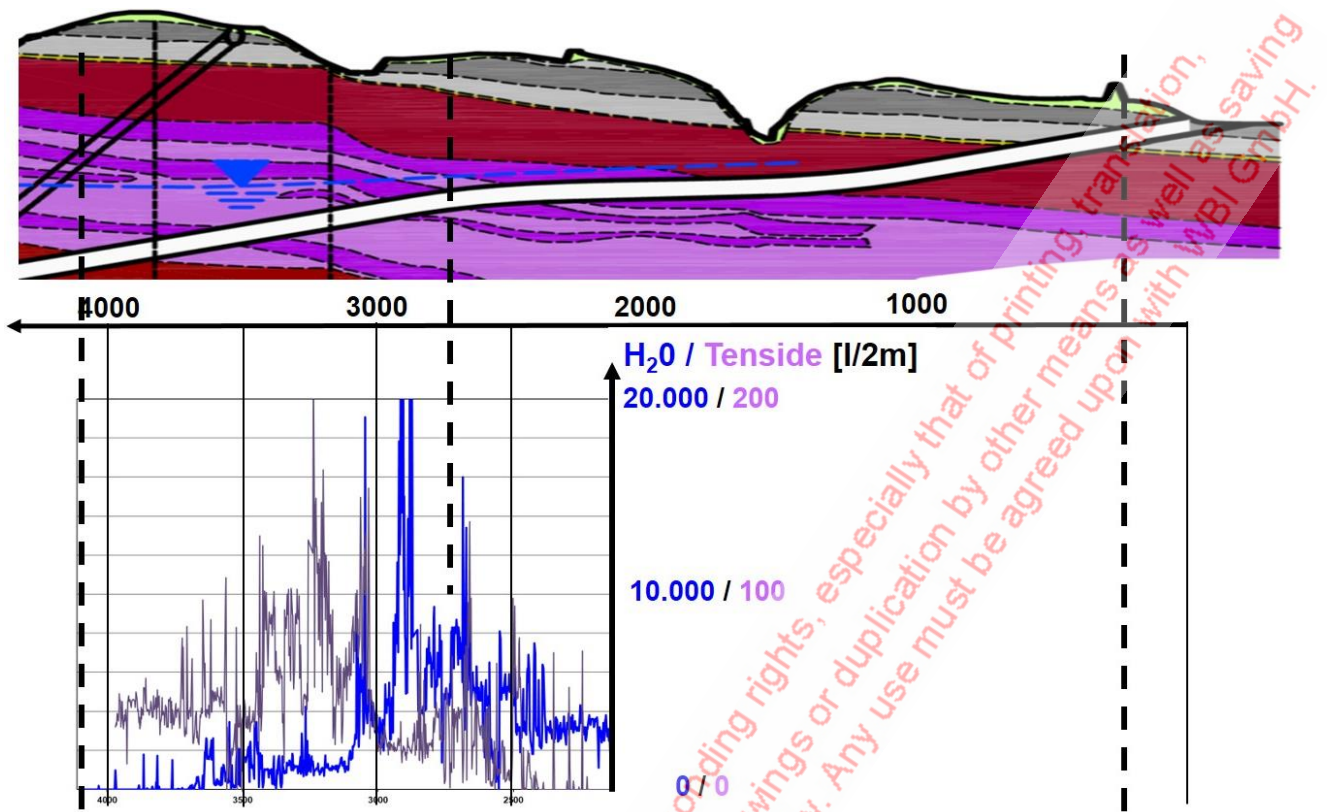 4000 3000 2000 1000
H₂0 / Tenside [l/2m]
20.000 / 200
10.000 / 100
0 / 0
4000 3500 3000 2500
onding rights, especially that of printing, translation,
wings or duplication by other means as well as saving
. Any use must be agreed upon with WBI GmbH.